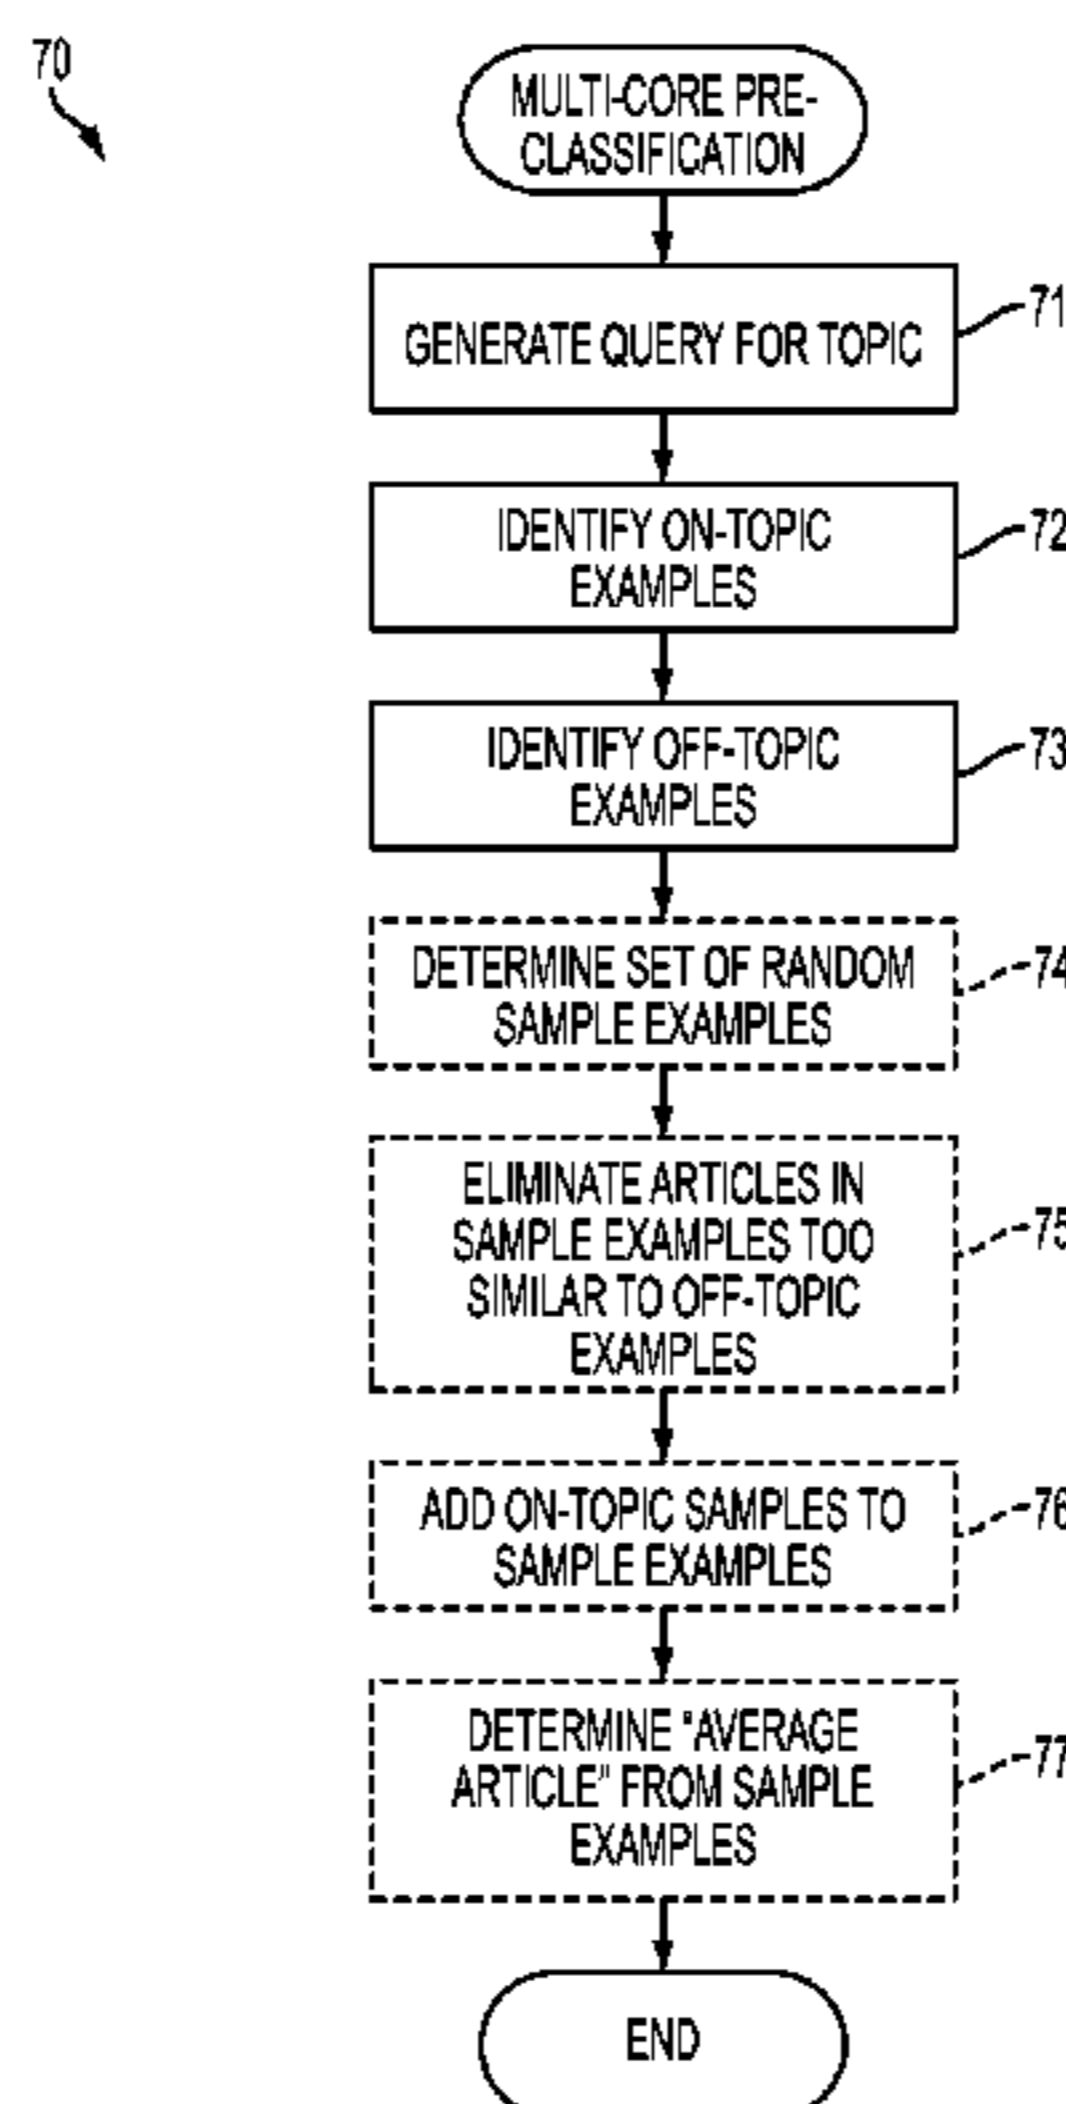 70
MULTI-CORE PRE-
CLASSIFICATION
GENERATE QUERY FOR TOPIC
71
IDENTIFY ON-TOPIC
EXAMPLES
72
IDENTIFY OFF-TOPIC
EXAMPLES
73
DETERMINE SET OF RANDOM
SAMPLE EXAMPLES
74
ELIMINATE ARTICLES IN
SAMPLE EXAMPLES TOO
SIMILAR TO OFF-TOPIC
EXAMPLES
75
ADD ON-TOPIC SAMPLES TO
SAMPLE EXAMPLES
76
DETERMINE "AVERAGE
ARTICLE" FROM SAMPLE
EXAMPLES
77
END